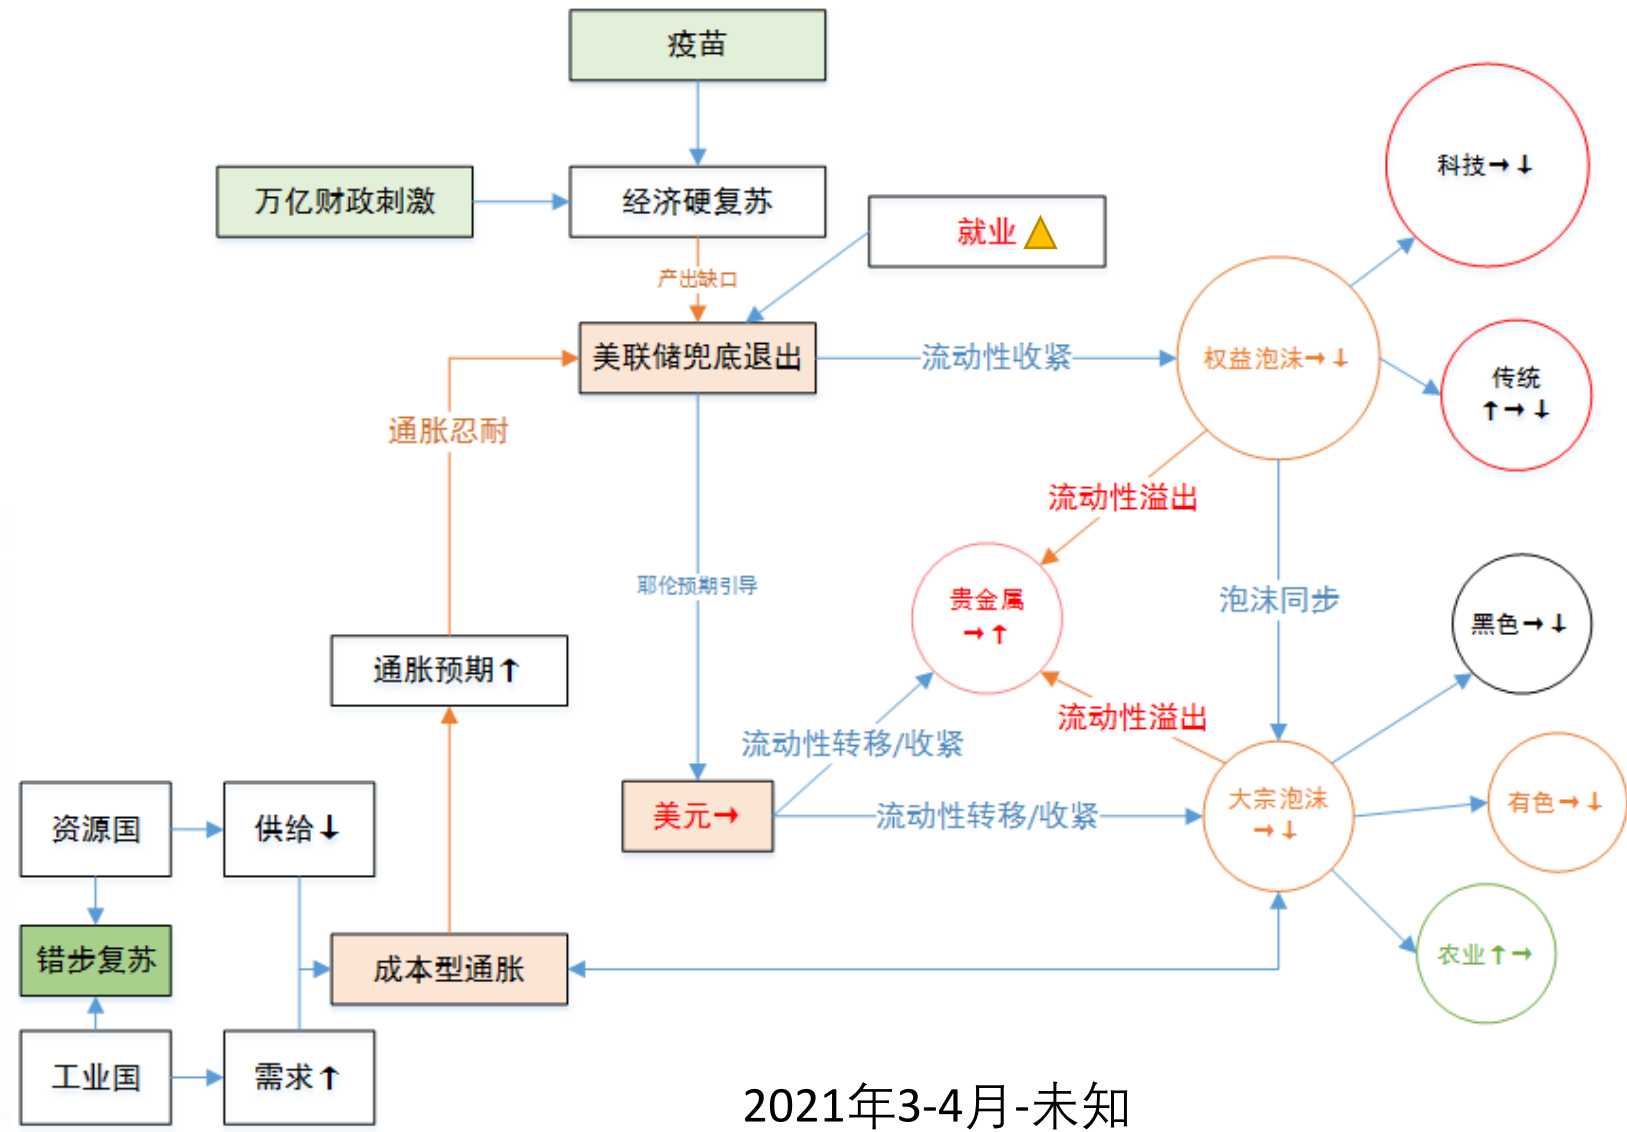 疫苗
万亿财政刺激
经济硬复苏
就业
产出缺口
美联储兜底退出
流动性收紧
权益泡沫→↓
科技→↓
传统
↑→↓
通胀忍耐
流动性溢出
耶伦预期引导
贵金属
→↑
泡沫同步
黑色→↓
通胀预期↑
流动性溢出
流动性转移/收紧
美元→
流动性转移/收紧
大宗泡沫
→↓
有色→↓
资源国
供给↓
错步复苏
成本型通胀
农业↑→
工业国
需求↑
2021年3-4月-未知